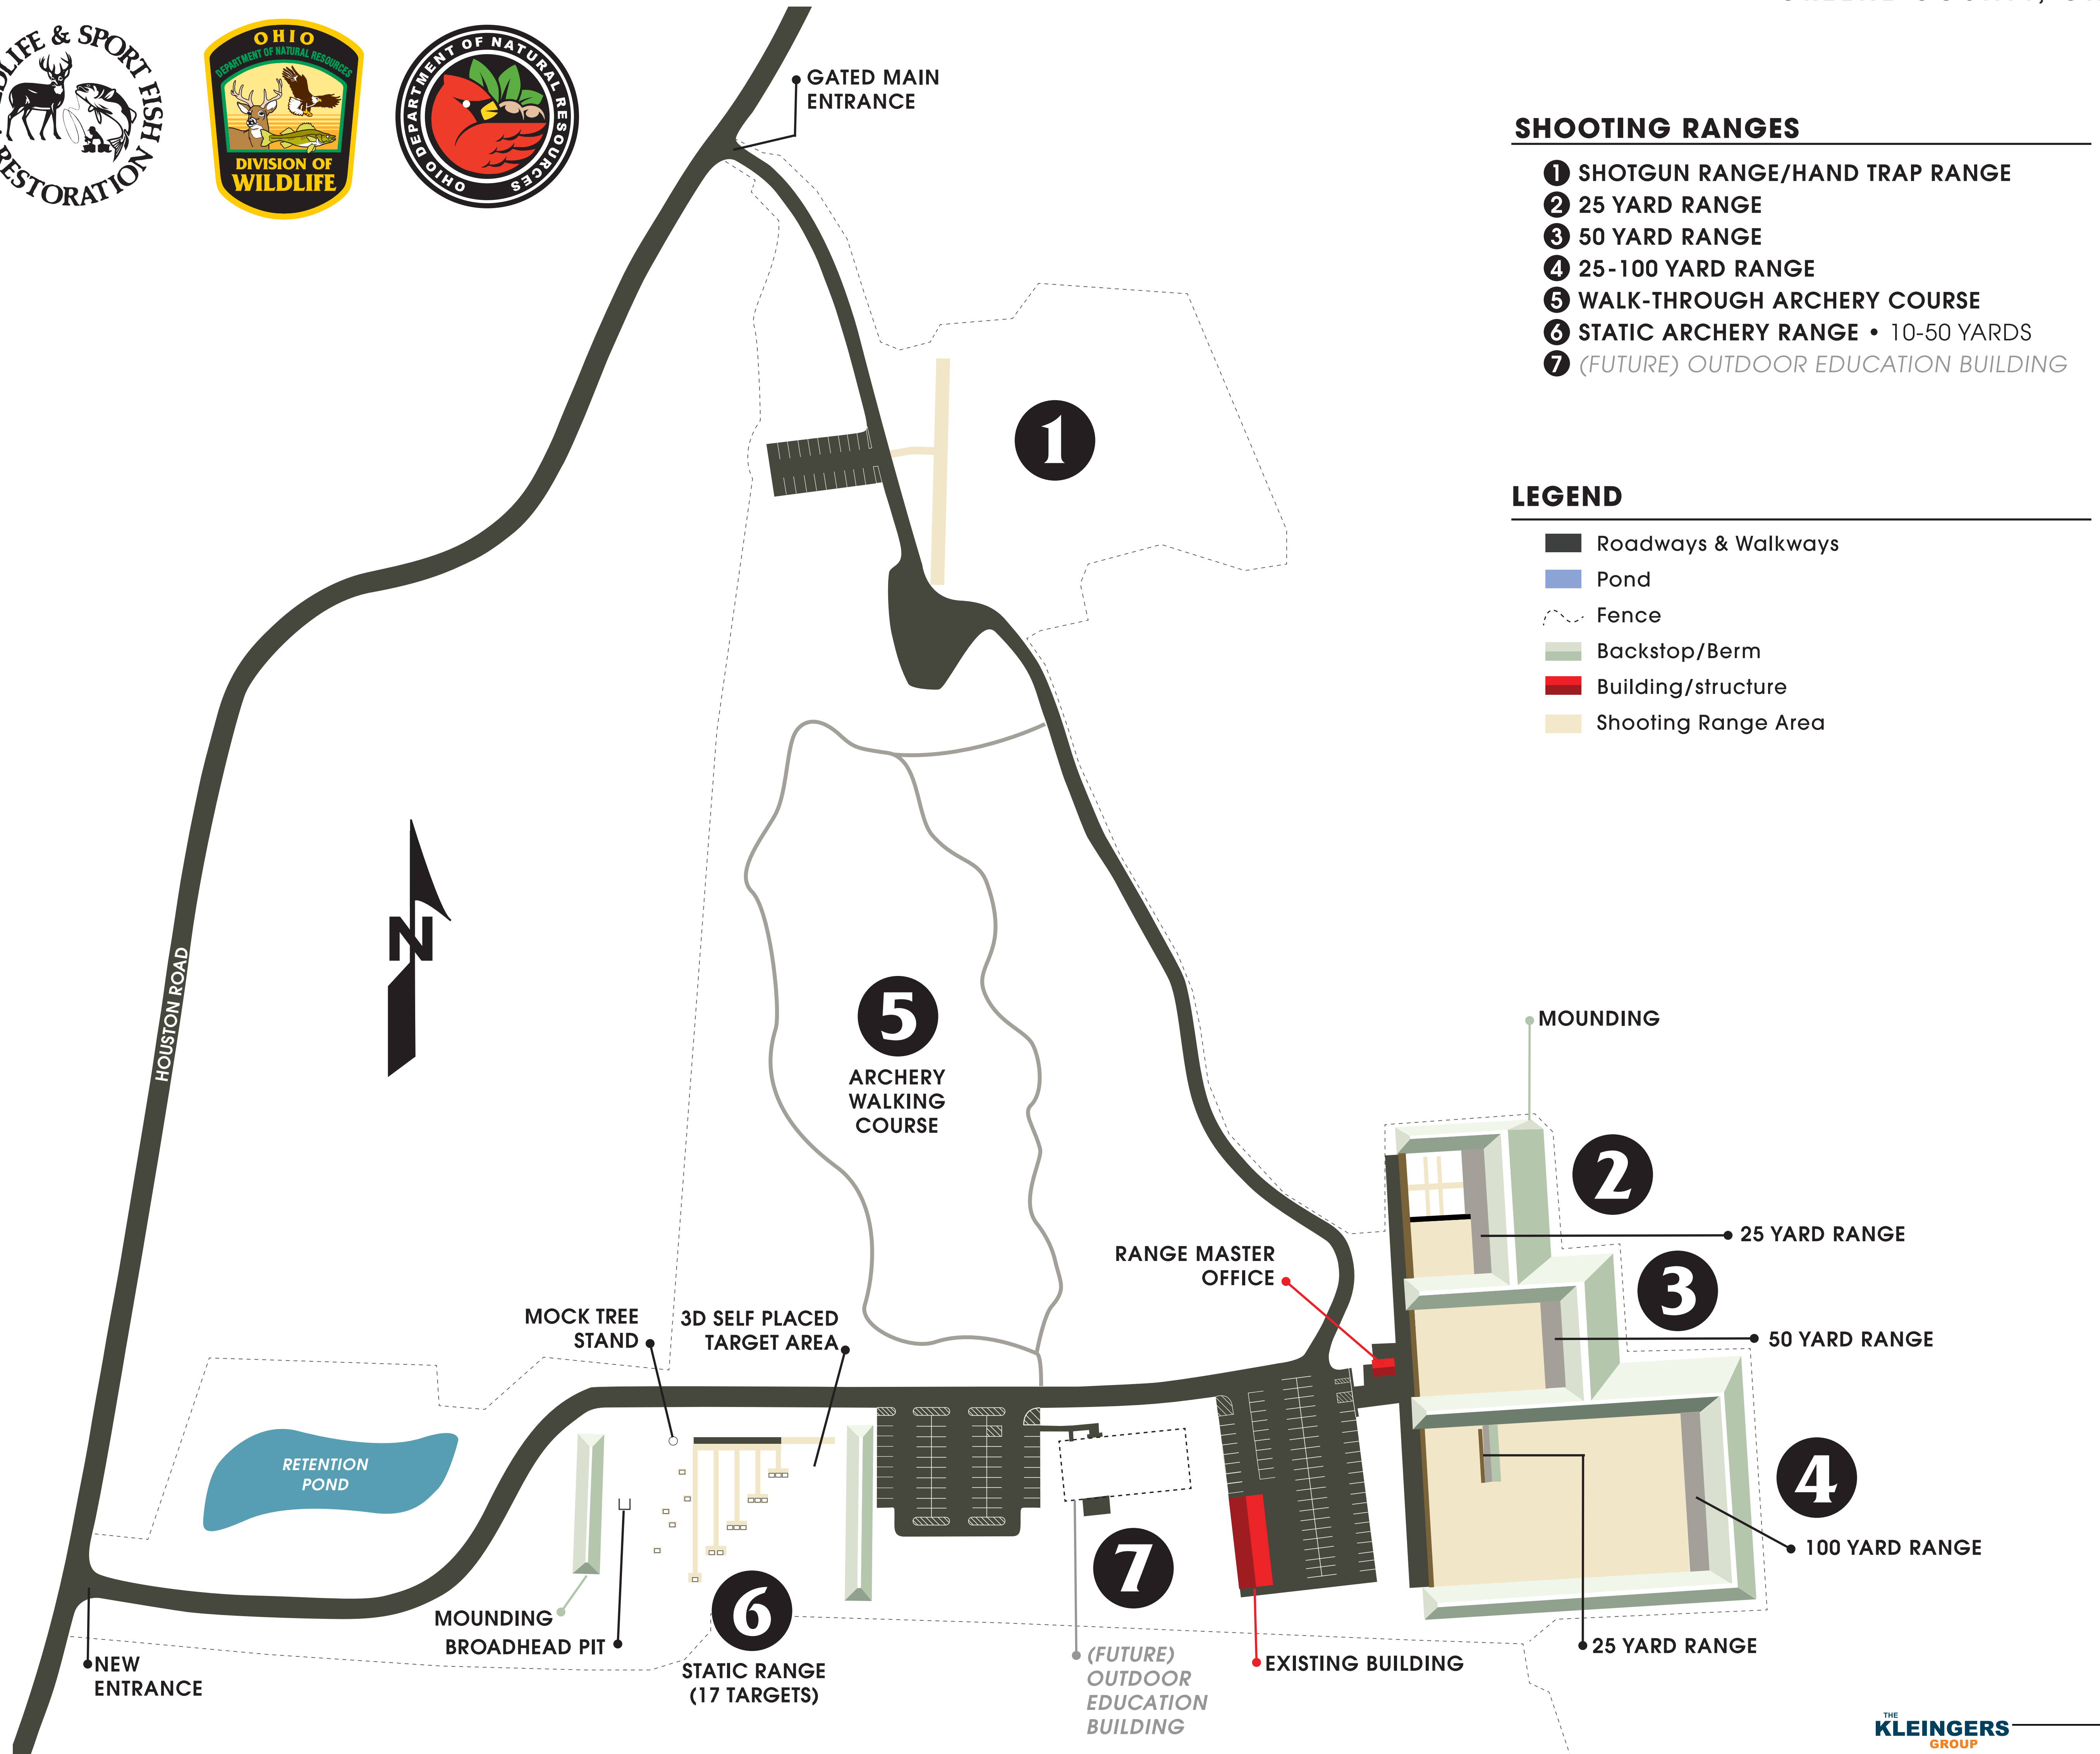 & SPORT FISH
RESTORATION
OHIO
DEPARTMENT OF NATURAL RESOURCES
DIVISION OF
WILDLIFE
OHIO DEPARTMENT OF NATURAL RESOURCES
GATED MAIN
ENTRANCE
SHOOTING RANGES
1 SHOTGUN RANGE/HAND TRAP RANGE
2 25 YARD RANGE
3 50 YARD RANGE
4 25-100 YARD RANGE
5 WALK-THROUGH ARCHERY COURSE
6 STATIC ARCHERY RANGE • 10-50 YARDS
7 (FUTURE) OUTDOOR EDUCATION BUILDING
1
LEGEND
Roadways & Walkways
Pond
Fence
Backstop/Berm
Building/structure
Shooting Range Area
N
HOUSTON ROAD
5
ARCHERY
WALKING
COURSE
MOUNDING
2
25 YARD RANGE
RANGE MASTER
OFFICE
3
50 YARD RANGE
MOCK TREE
STAND
3D SELF PLACED
TARGET AREA
RETENTION
POND
4
100 YARD RANGE
7
6
MOUNDING
BROADHEAD PIT
NEW
ENTRANCE
STATIC RANGE
(17 TARGETS)
(FUTURE)
OUTDOOR
EDUCATION
BUILDING
EXISTING BUILDING
25 YARD RANGE
THE
KLEINGERS
GROUP